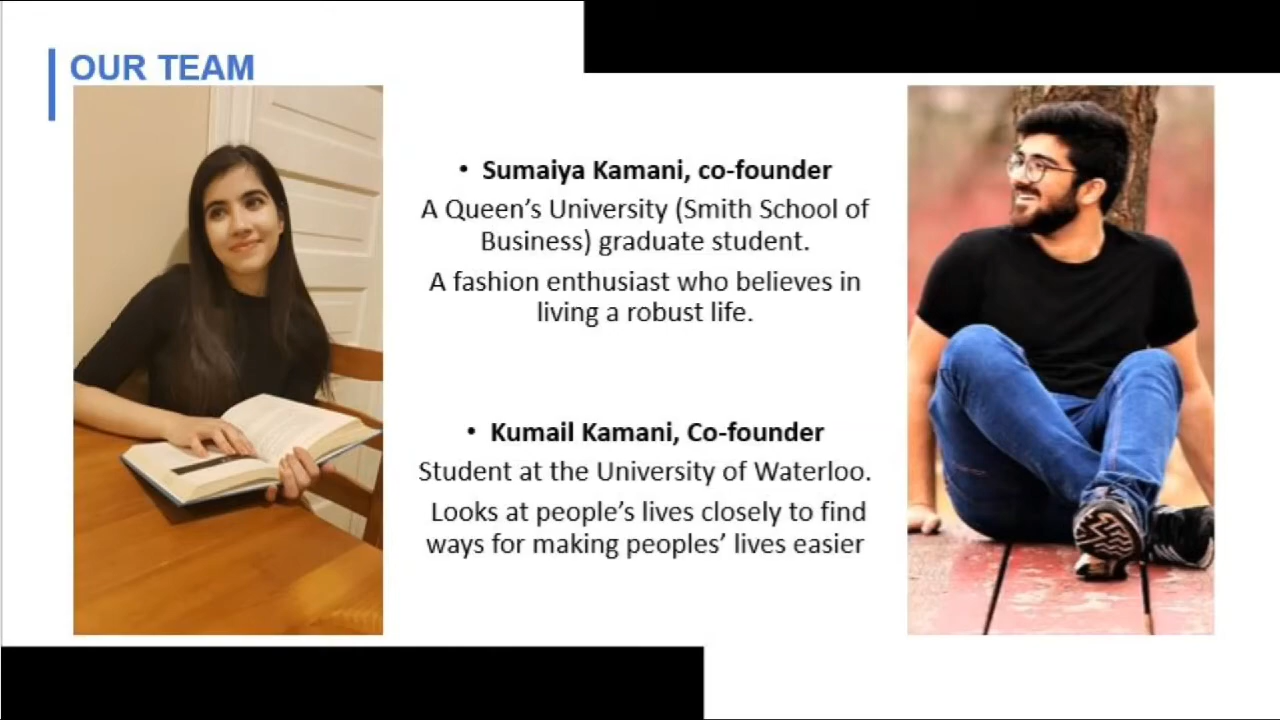 OUR TEAM
• Sumaiya Kamani, co-founder
A Queen's University (Smith School of
Business) graduate student.
A fashion enthusiast who believes in
living a robust life.
• Kumail Kamani, Co-founder
Student at the University of Waterloo.
Looks at people's lives closely to find
ways for making peoples' lives easier